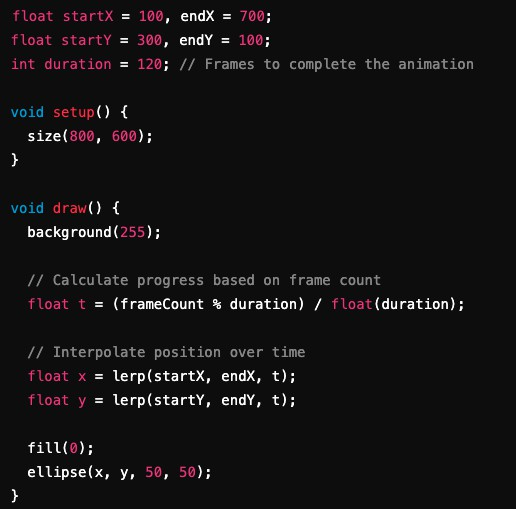 float startX = 100, endX = 700;
float startY = 300, endY = 100;
int duration = 120; // Frames to complete the animation

void setup() {
  size(800, 600);
}

void draw() {
  background(255);

  // Calculate progress based on frame count
  float t = (frameCount % duration) / float(duration);

  // Interpolate position over time
  float x = lerp(startX, endX, t);
  float y = lerp(startY, endY, t);

  fill(0);
  ellipse(x, y, 50, 50);
}